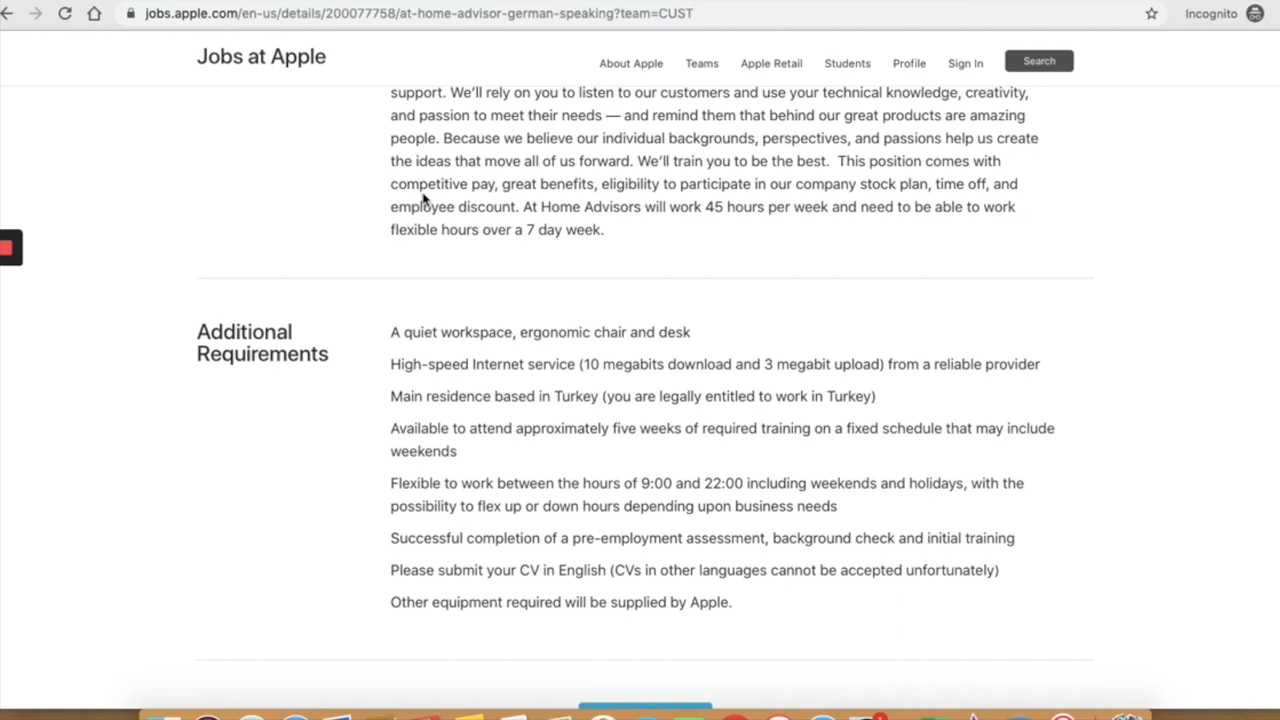 jobs.apple.com/en-us/details/200077758/at-home-advisor-german-speaking?team=CUST
Incognito
Jobs at Apple
About Apple
Teams
Apple Retail
Students
Profile
Sign In
Search
support. We’ll rely on you to listen to our customers and use your technical knowledge, creativity,
and passion to meet their needs — and remind them that behind our great products are amazing
people. Because we believe our individual backgrounds, perspectives, and passions help us create
the ideas that move all of us forward. We’ll train you to be the best.  This position comes with
competitive pay, great benefits, eligibility to participate in our company stock plan, time off, and
employee discount. At Home Advisors will work 45 hours per week and need to be able to work
flexible hours over a 7 day week.
Additional
Requirements
A quiet workspace, ergonomic chair and desk
High-speed Internet service (10 megabits download and 3 megabit upload) from a reliable provider
Main residence based in Turkey (you are legally entitled to work in Turkey)
Available to attend approximately five weeks of required training on a fixed schedule that may include
weekends
Flexible to work between the hours of 9:00 and 22:00 including weekends and holidays, with the
possibility to flex up or down hours depending upon business needs
Successful completion of a pre-employment assessment, background check and initial training
Please submit your CV in English (CVs in other languages cannot be accepted unfortunately)
Other equipment required will be supplied by Apple.